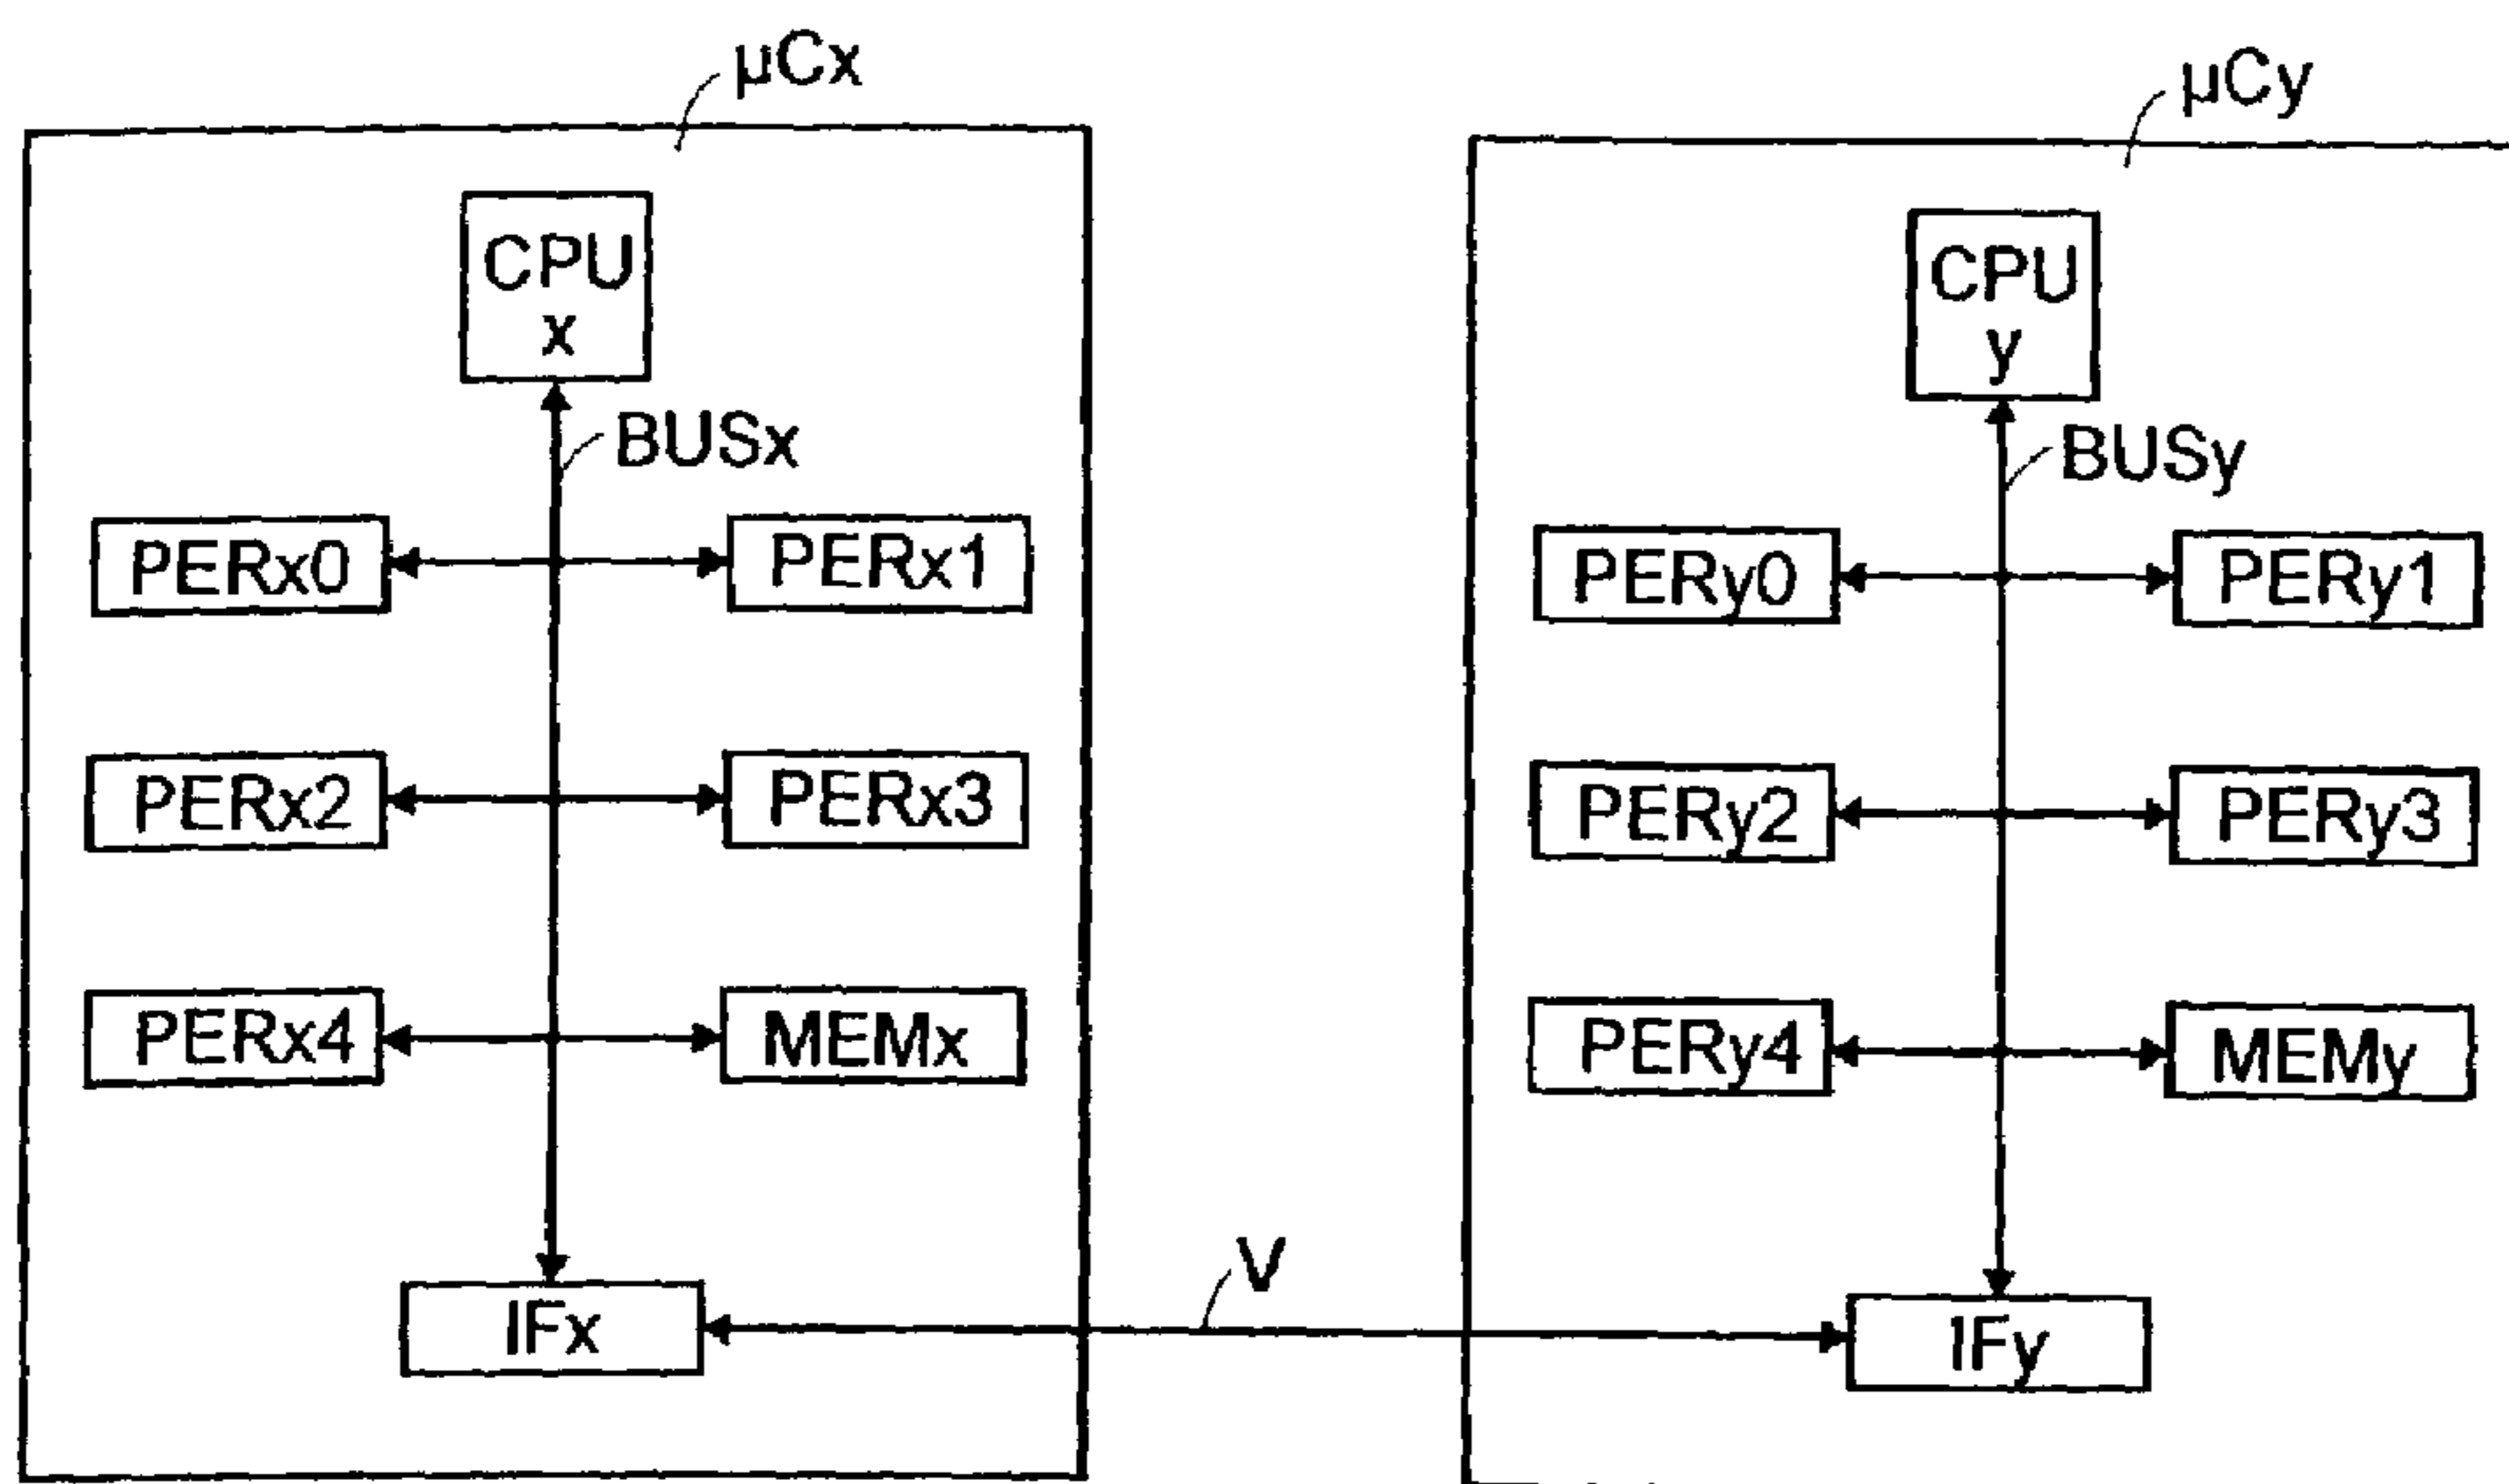 µCx
µCy
CPU
x
CPU
y
BUSx
BUSy
PERx0
PERx1
PERy0
PERy1
PERx2
PERx3
PERy2
PERy3
PERx4
MEMx
PERy4
MEMy
V
IFx
IFy